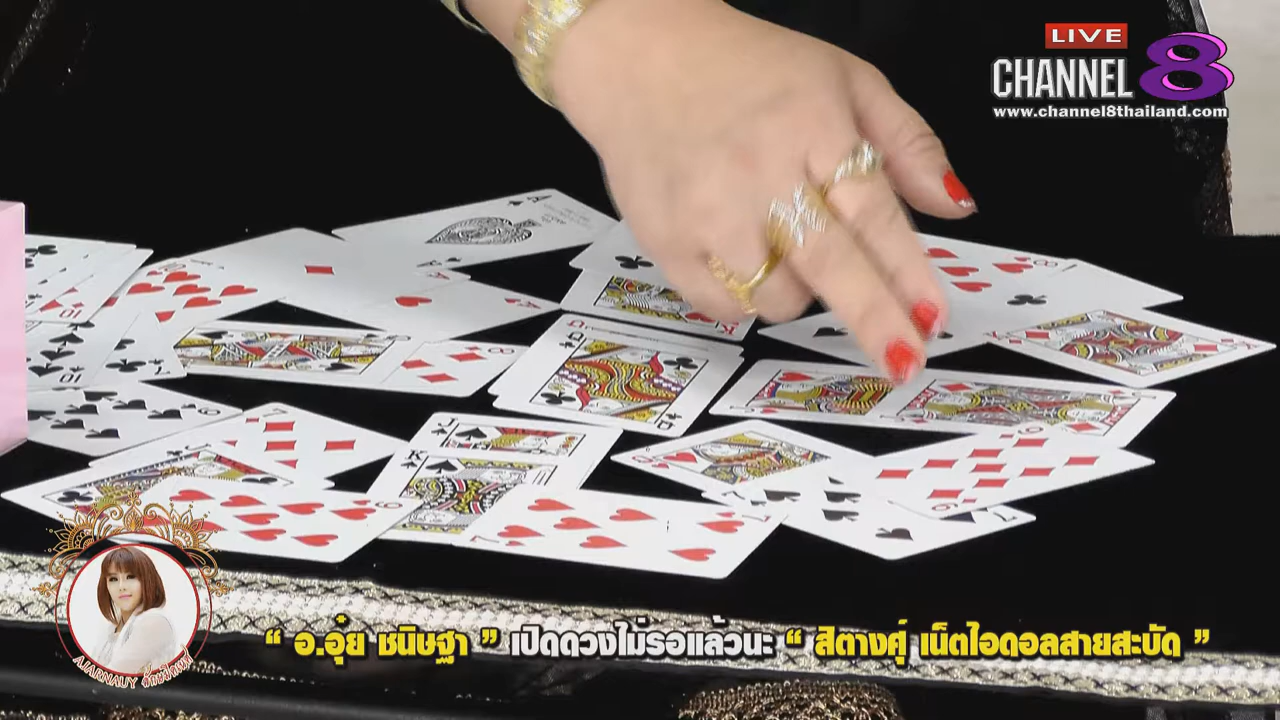 LIVE
CHANNEL 8
www.channel8thailand.com
“ อ.อุ๋ย ชนิษฐา ” เปิดดวงไม่รอแล้วนะ “ สิตางศุ์ เน็ตไอดอลสายสะบัด ”
AJARNAUY